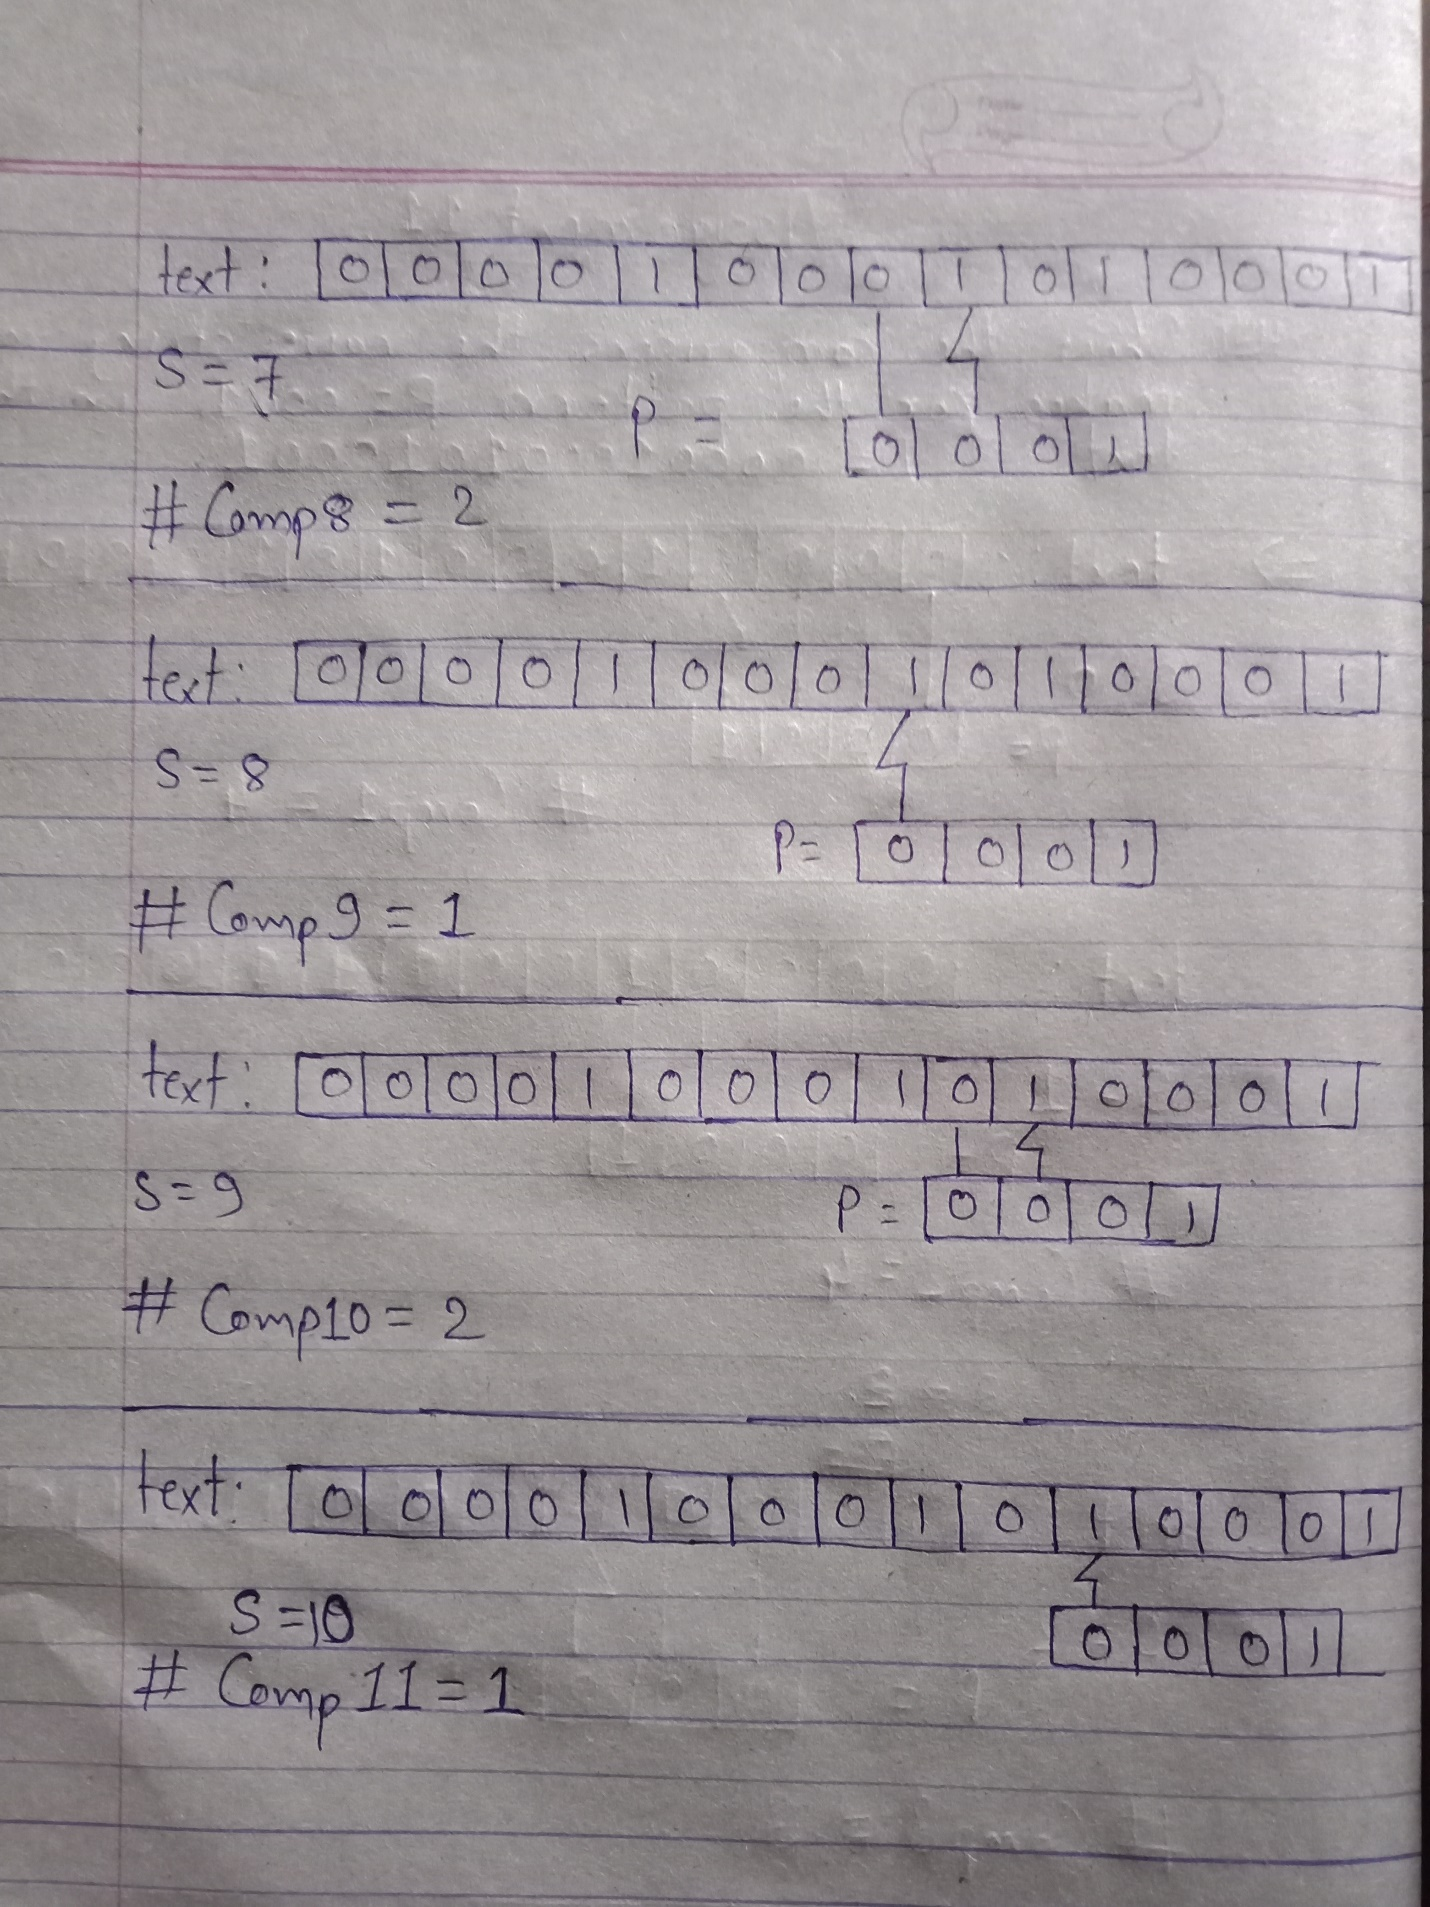 text: 0 0 0 0 1 0 0 0 1 0 1 0 0 0 1
S = 7
P = 0 0 0 1
# Comp8 = 2
text: 0 0 0 0 1 0 0 0 1 0 1 0 0 0 1
S = 8
P = 0 0 0 1
# Comp9 = 1
text: 0 0 0 0 1 0 0 0 1 0 1 0 0 0 1
S = 9
P = 0 0 0 1
# Comp10 = 2
text: 0 0 0 0 1 0 0 0 1 0 1 0 0 0 1
S = 10
0 0 0 1
# Comp11 = 1